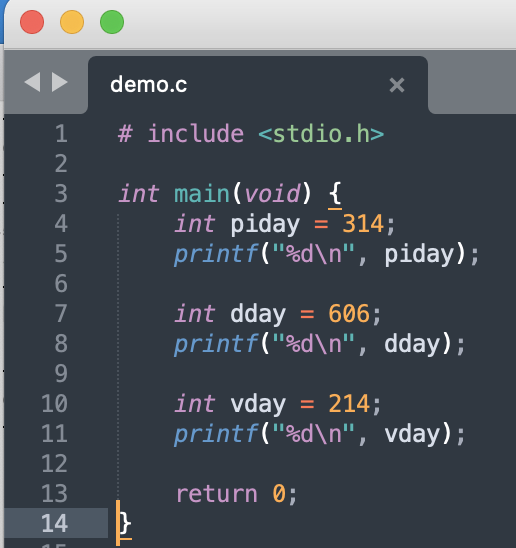 demo.c
1 # include <stdio.h>
2
3 int main(void) {
4     int piday = 314;
5     printf("%d\n", piday);
6
7     int dday = 606;
8     printf("%d\n", dday);
9
10     int vday = 214;
11     printf("%d\n", vday);
12
13     return 0;
14 }